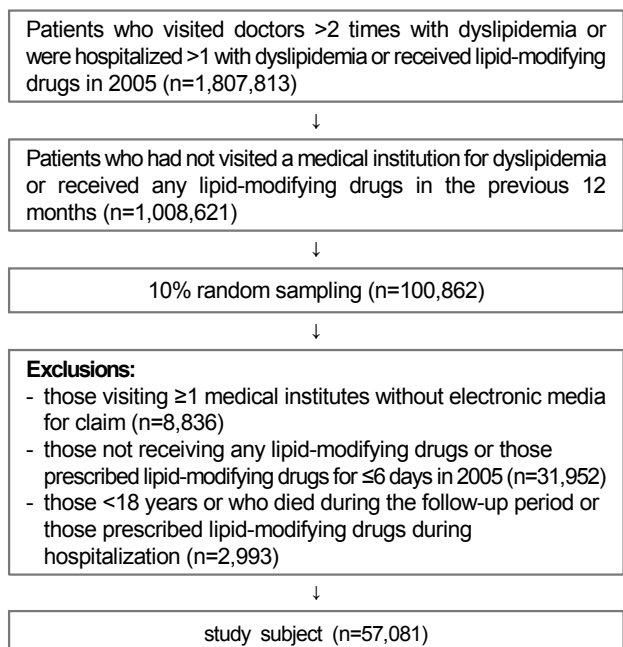 Patients who visited doctors >2 times with dyslipidemia or
were hospitalized >1 with dyslipidemia or received lipid-modifying
drugs in 2005 (n=1,807,813)
↓
Patients who had not visited a medical institution for dyslipidemia
or received any lipid-modifying drugs in the previous 12
months (n=1,008,621)
↓
10% random sampling (n=100,862)
↓
Exclusions:
- those visiting ≥1 medical institutes without electronic media
for claim (n=8,836)
- those not receiving any lipid-modifying drugs or those
prescribed lipid-modifying drugs for ≤6 days in 2005 (n=31,952)
- those <18 years or who died during the follow-up period or
those prescribed lipid-modifying drugs during
hospitalization (n=2,993)
↓
study subject (n=57,081)